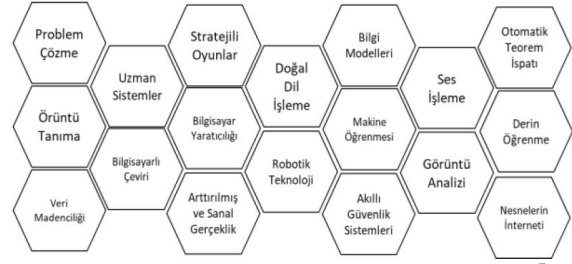 Problem
Çözme
Örüntü
Tanıma
Veri
Madenciliği
Uzman
Sistemler
Bilgisayarlı
Çeviri
Stratejili
Oyunlar
Bilgisayar
Yaratıcılığı
Arttırılmış
ve Sanal
Gerçeklik
Doğal
Dil
İşleme
Robotik
Teknoloji
Bilgi
Modelleri
Makine
Öğrenmesi
Akıllı
Güvenlik
Sistemleri
Ses
İşleme
Görüntü
Analizi
Otomatik
Teorem
İspatı
Derin
Öğrenme
Nesnelerin
İnterneti